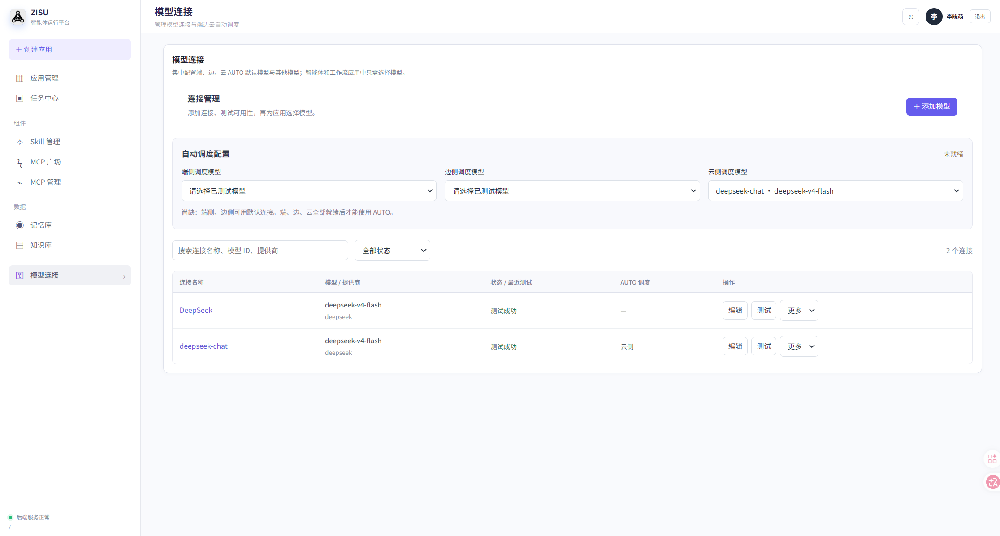 ZISU
智能体运行平台
+ 创建应用
应用管理
任务中心
组件
Skill 管理
MCP 广场
MCP 管理
数据
记忆库
知识库
模型连接
后端服务正常
/
模型连接
管理模型连接与端边云自动调度
李
李晓萌
退出
模型连接
集中配置端、边、云 AUTO 默认模型与其他模型；智能体和工作流应用中只需选择模型。
连接管理
添加连接、测试可用性，再为应用选择模型。
+ 添加模型
自动调度配置
未就绪
端侧调度模型
边侧调度模型
云侧调度模型
请选择已测试模型
请选择已测试模型
deepseek-chat · deepseek-v4-flash
尚缺：端侧、边侧可用默认连接。端、边、云全部就绪后才能使用 AUTO。
搜索连接名称、模型 ID、提供商
全部状态
2 个连接
连接名称
模型 / 提供商
状态 / 最近测试
AUTO 调度
操作
DeepSeek
deepseek-v4-flash
deepseek
测试成功
—
编辑
测试
更多
deepseek-chat
deepseek-v4-flash
deepseek
测试成功
云侧
编辑
测试
更多